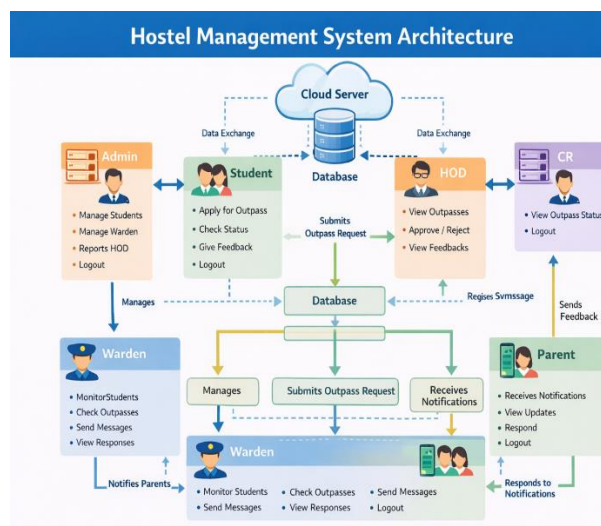 Hostel Management System Architecture
Cloud Server
Data Exchange
Data Exchange
Database
Admin
• Manage Students
• Manage Warden
• Reports HOD
• Logout
Student
• Apply for Outpass
• Check Status
• Give Feedback
• Logout
HOD
• View Outpasses
• Approve / Reject
• View Feedbacks
CR
• View Outpass Status
• Logout
Submits
Outpass Request
Manages
Database
Regises Svmssage
Sends
Feedback
Warden
• MonitorStudents
• Check Outpasses
• Send Messages
• View Responses
Manages
Submits Outpass Request
Receives
Notifications
Parent
• Receives Notifications
• View Updates
• Respond
• Logout
Notifies Parents
Warden
• Monitor Students
• Send Messages
• Check Outpasses
• View Responses
• Send Messages
• Logout
Responds to
Notifications